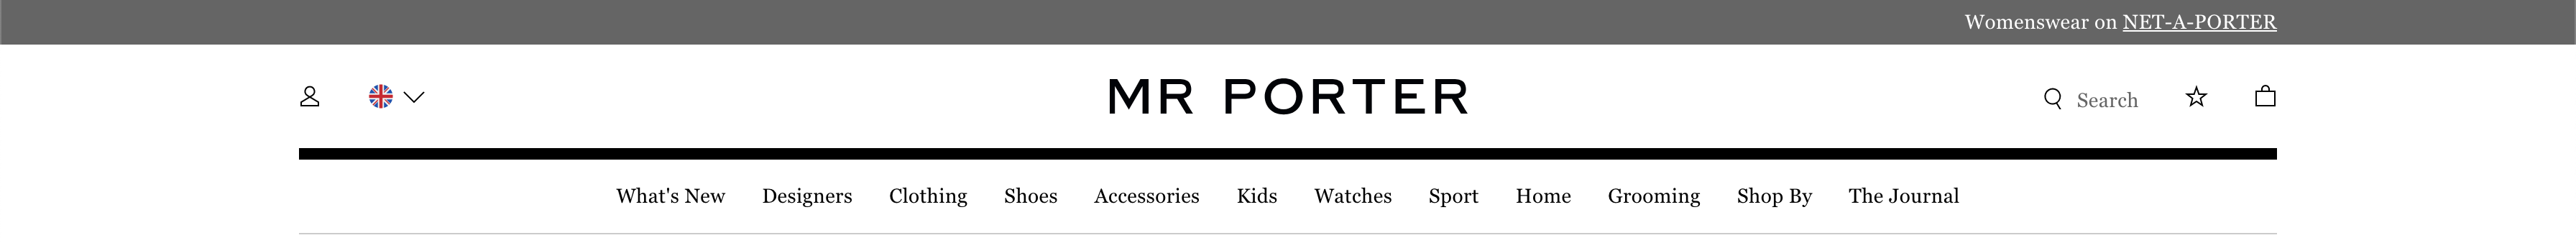 Womenswear on NET-A-PORTER
MR PORTER
Search
What's New Designers Clothing Shoes Accessories Kids Watches Sport Home Grooming Shop By The Journal